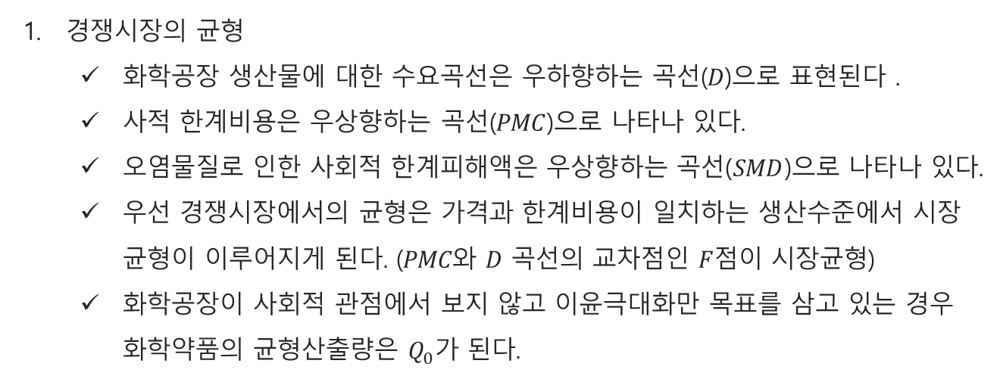 1. 경쟁시장의 균형
✓ 화학공장 생산물에 대한 수요곡선은 우하향하는 곡선(D)으로 표현된다 .
✓ 사적 한계비용은 우상향하는 곡선(PMC)으로 나타나 있다.
✓ 오염물질로 인한 사회적 한계피해액은 우상향하는 곡선(SMD)으로 나타나 있다.
✓ 우선 경쟁시장에서의 균형은 가격과 한계비용이 일치하는 생산수준에서 시장
균형이 이루어지게 된다. (PMC와 D 곡선의 교차점인 F점이 시장균형)
✓ 화학공장이 사회적 관점에서 보지 않고 이윤극대화만 목표를 삼고 있는 경우
화학약품의 균형산출량은 Q₀가 된다.